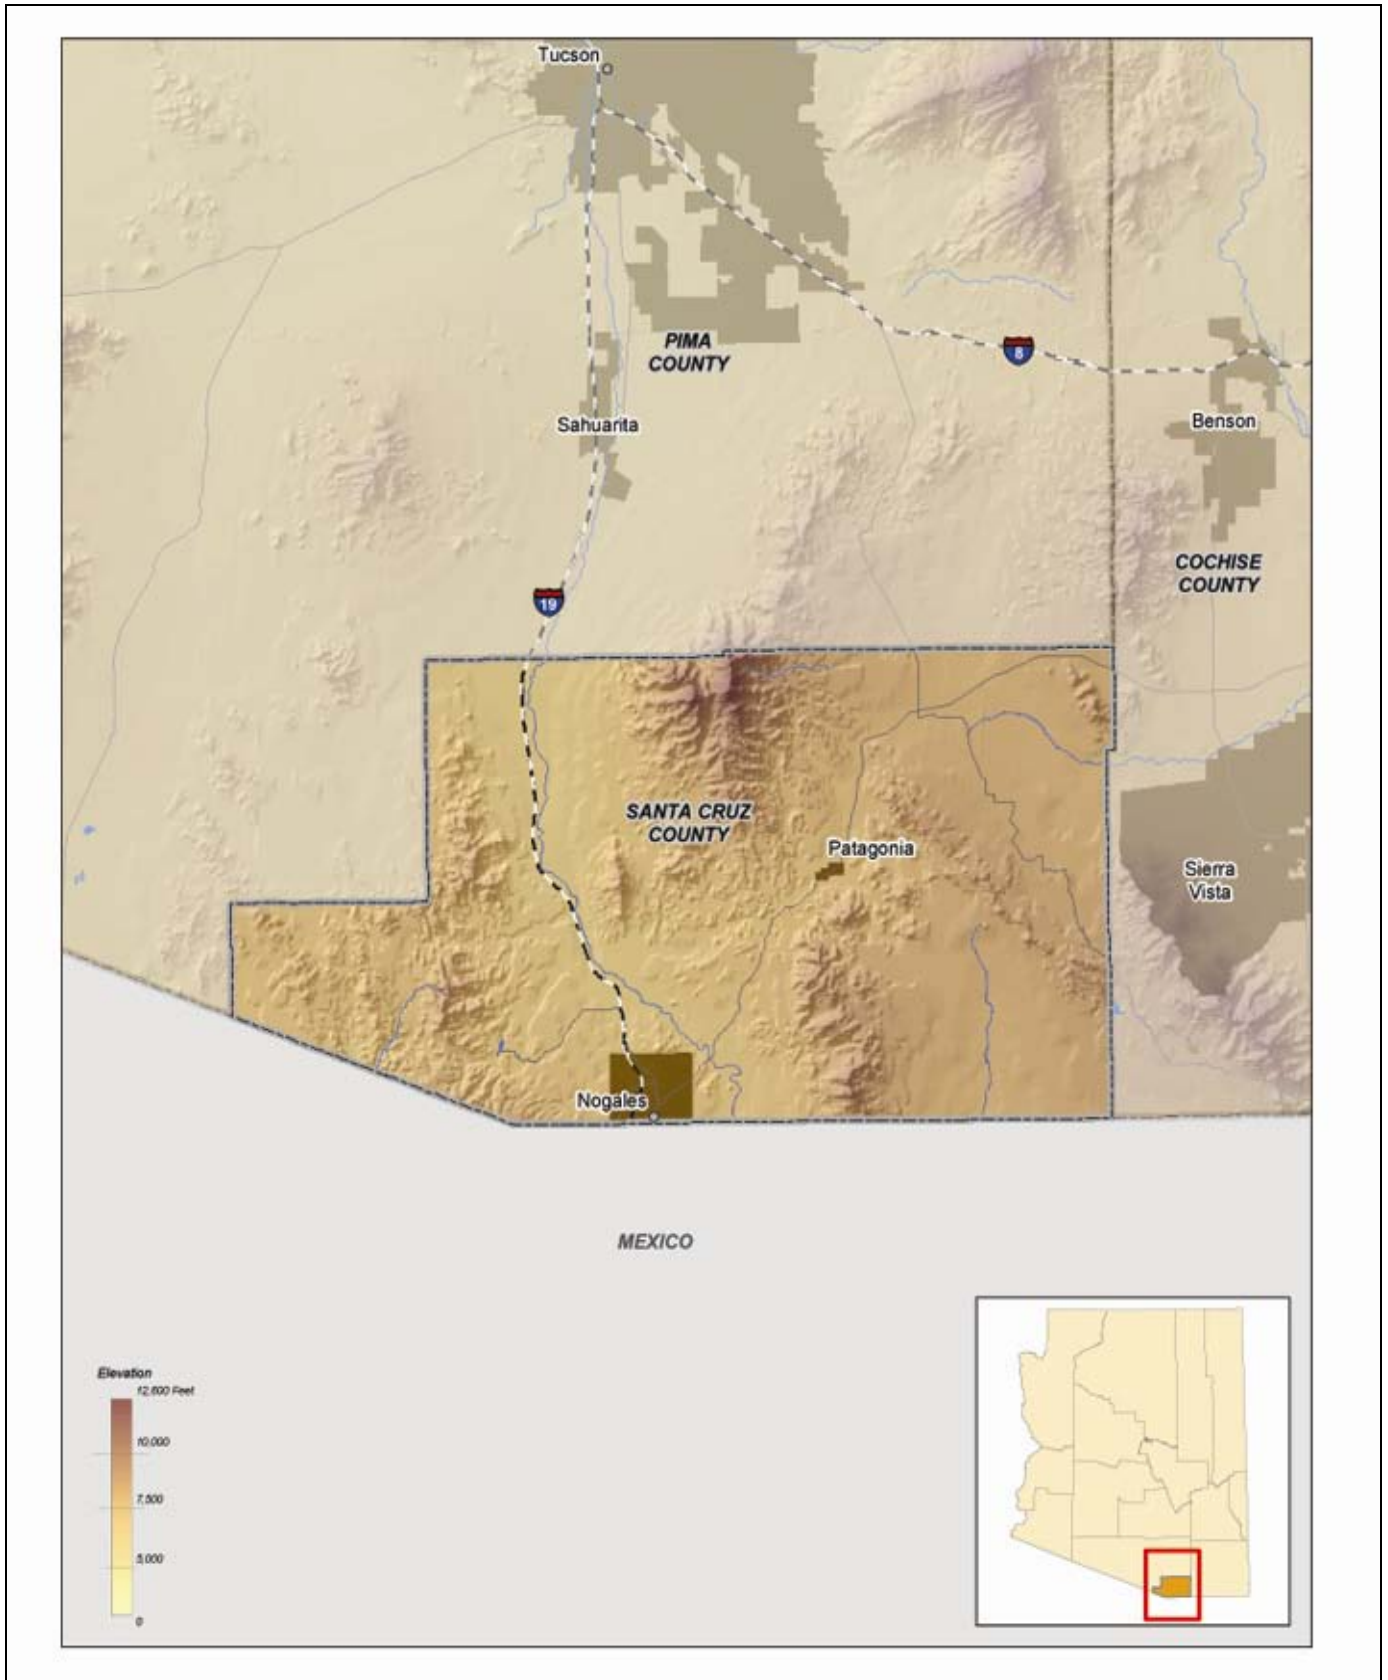 Tucson
PIMA
COUNTY
8
Sahuarita
Benson
COCHISE
COUNTY
19
SANTA CRUZ
COUNTY
Patagonia
Sierra
Vista
Nogales
MEXICO
Elevation
12,600 Feet
10,000
7,500
5,000
0